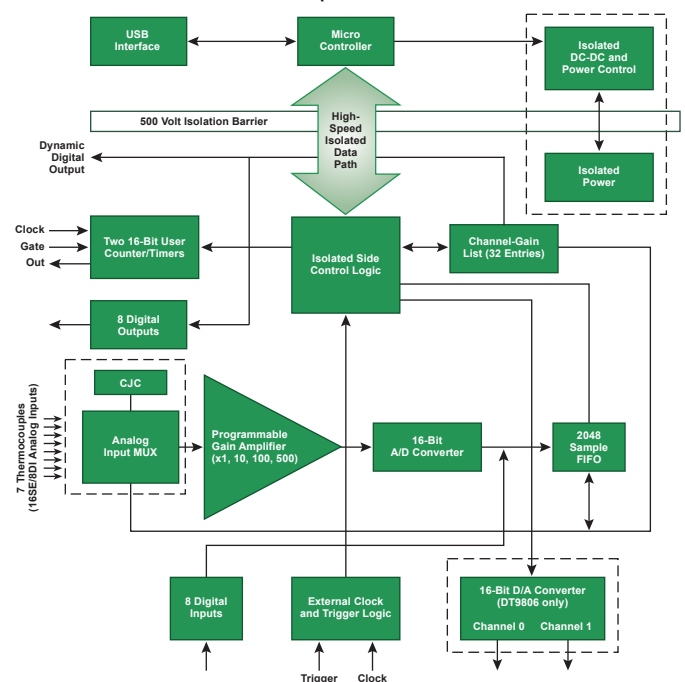 USB
Interface
Micro
Controller
Isolated
DC-DC and
Power Control
500 Volt Isolation Barrier
High-
Speed
Isolated
Data
Path
Dynamic
Digital
Output
Isolated
Power
Clock
Gate
Out
Two 16-Bit User
Counter/Timers
Isolated Side
Control Logic
Channel-Gain
List (32 Entries)
8 Digital
Outputs
7 Thermocouples
(16SE/8DI Analog Inputs)
CJC
Analog
Input MUX
Programmable
Gain Amplifier
(x1, 10, 100, 500)
16-Bit
A/D Converter
2048
Sample
FIFO
8 Digital
Inputs
External Clock
and Trigger Logic
16-Bit D/A Converter
(DT9806 only)
Channel 0 Channel 1
Trigger Clock